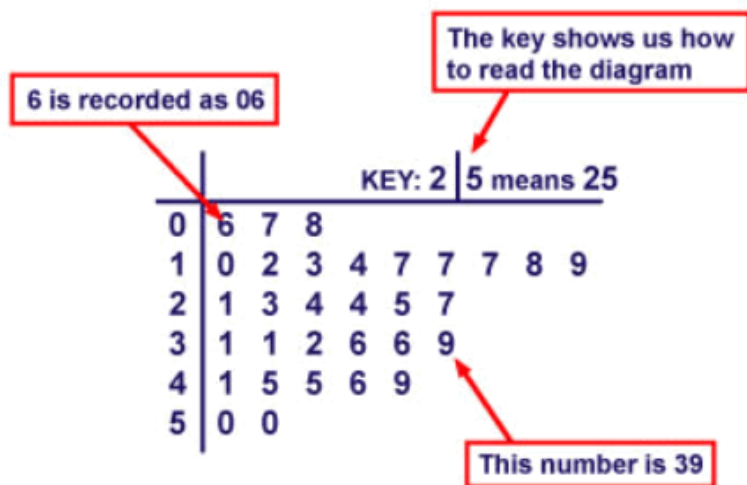 The key shows us how
to read the diagram
6 is recorded as 06
KEY: 2 | 5 means 25
0 | 6 7 8
1 | 0 2 3 4 7 7 7 8 9
2 | 1 3 4 4 5 7
3 | 1 1 2 6 6 9
4 | 1 5 5 6 9
5 | 0 0
This number is 39